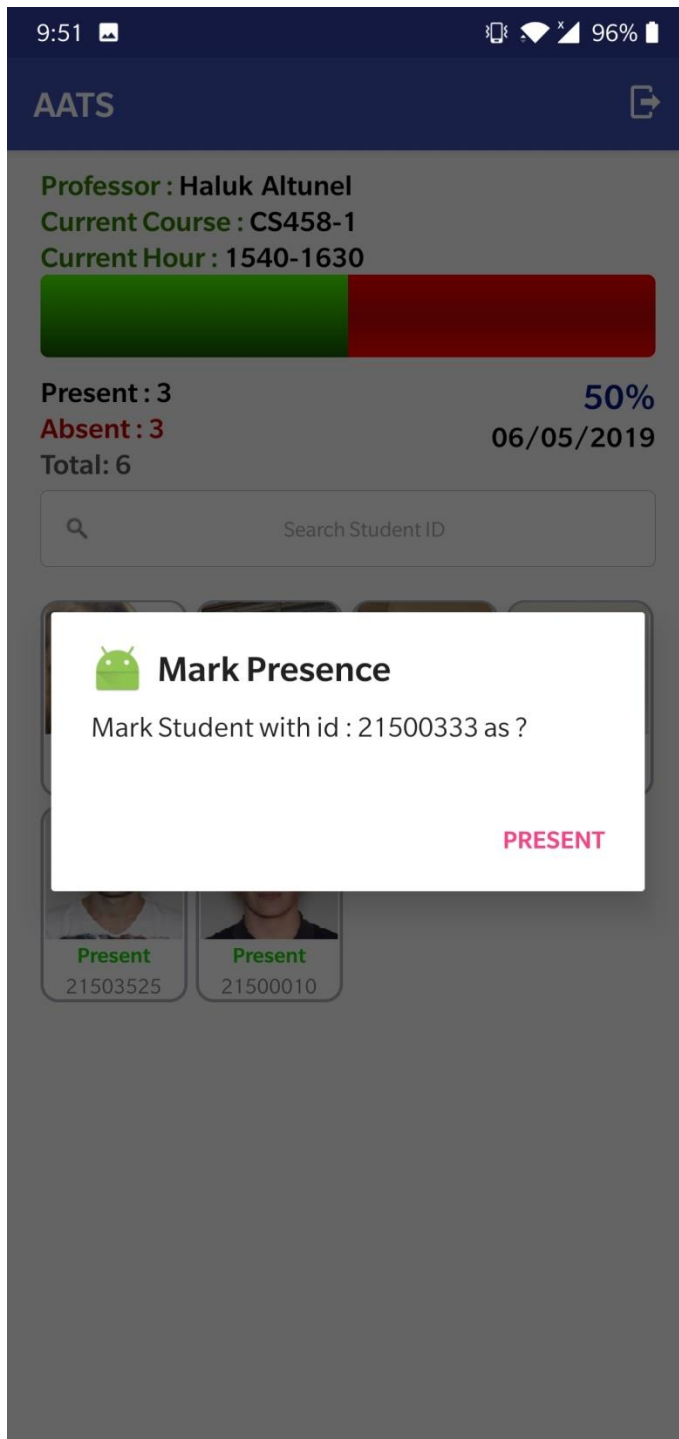 9:51 96%
AATS
Professor : Haluk Altunel
Current Course : CS458-1
Current Hour : 1540-1630
Present : 3 50%
Absent : 3 06/05/2019
Total: 6
Search Student ID
Mark Presence
Mark Student with id : 21500333 as ?
PRESENT
Present Present
21503525 21500010